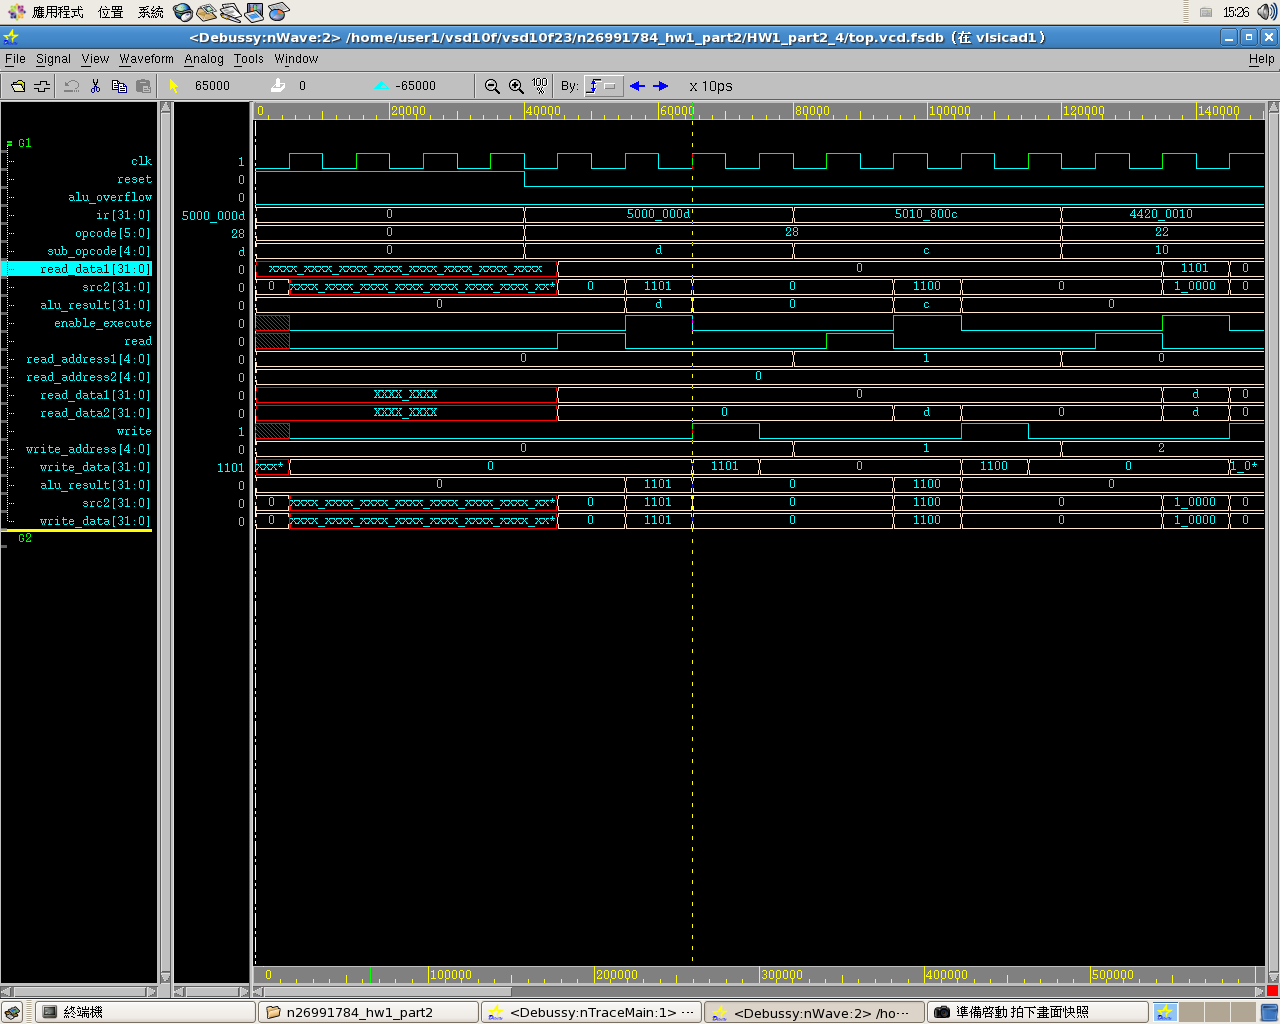 應用程式 位置 系統 15:26
<Debussy:nWave:2> /home/user1/vsd10f/vsd10f23/n26991784_hw1_part2/HW1_part2_4/top.vcd.fsdb (在 vlsicad1)
File Signal View Waveform Analog Tools Window Help
65000 0 -65000 100% By: x 10ps
0 20000 40000 60000 80000 100000 120000 140000
G1
clk 1
reset 0
alu_overflow 0
ir[31:0] 5000_000d 0 5000_000d 5010_800c 4420_0010
opcode[5:0] 28 0 28 22
sub_opcode[4:0] d 0 d c 10
read_data1[31:0] 0 xxxx_xxxx_xxxx_xxxx_xxxx_xxxx_xxxx_xxxx 0 1101 0
src2[31:0] 0 0 xxxx_xxxx_xxxx_xxxx_xxxx_xxxx_xxxx_xx* 0 1101 0 1100 0 1_0000 0
alu_result[31:0] 0 0 d 0 c 0
enable_execute 0
read 0
read_address1[4:0] 0 0 1 0
read_address2[4:0] 0 0
read_data1[31:0] 0 XXXX_XXXX 0 d 0
read_data2[31:0] 0 XXXX_XXXX 0 d 0 d 0
write 1
write_address[4:0] 0 0 1 2
write_data[31:0] 1101 xxx* 0 1101 0 1100 0 1_0*
alu_result[31:0] 0 0 1101 0 1100 0
src2[31:0] 0 0 xxxx_xxxx_xxxx_xxxx_xxxx_xxxx_xxxx_xx* 0 1101 0 1100 0 1_0000 0
write_data[31:0] 0 0 xxxx_xxxx_xxxx_xxxx_xxxx_xxxx_xxxx_xx* 0 1101 0 1100 0 1_0000 0
G2
0 100000 200000 300000 400000 500000
終端機 n26991784_hw1_part2 <Debussy:nTraceMain:1> ··· <Debussy:nWave:2> /ho··· 準備啓動 拍下畫面快照